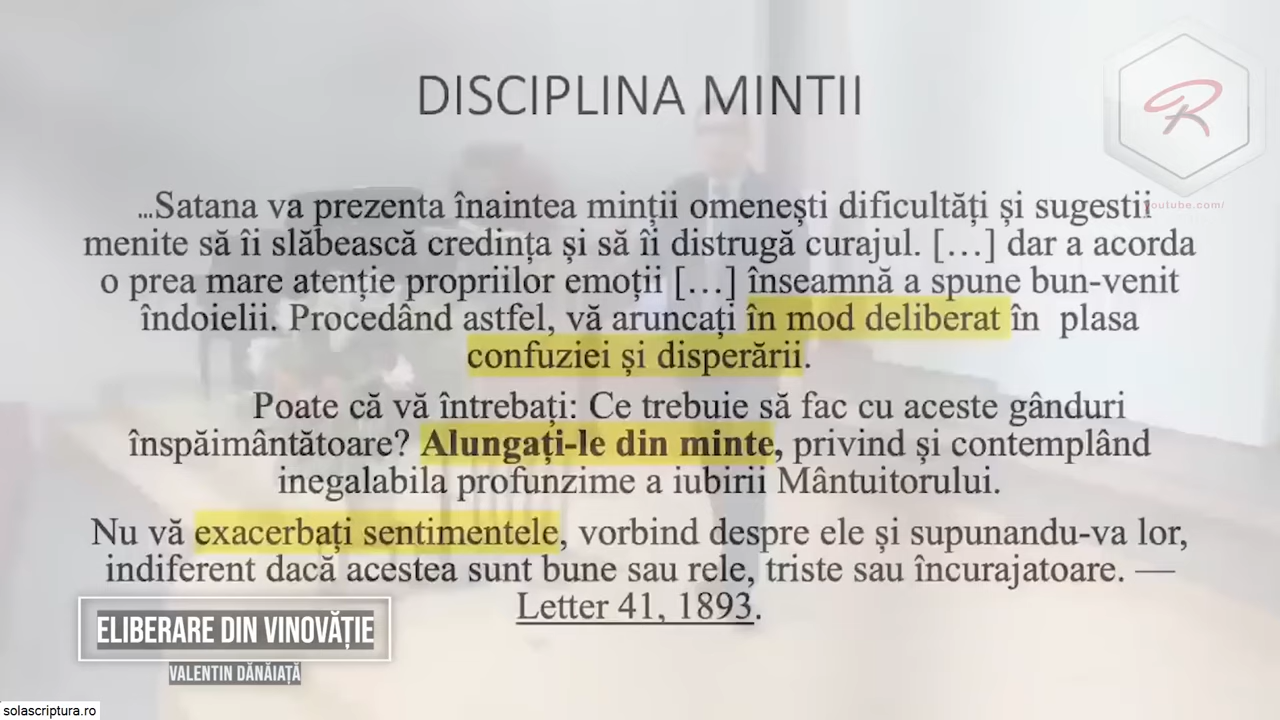 DISCIPLINA MINTII
...Satana va prezenta înaintea minții omenești dificultăți și sugestii
menite să îi slăbească credința și să îi distrugă curajul. […] dar a acorda
o prea mare atenție propriilor emoții […] înseamnă a spune bun-venit
îndoielii. Procedând astfel, vă aruncați în mod deliberat în plasa
confuziei și disperării.
Poate că vă întrebați: Ce trebuie să fac cu aceste gânduri
înspăimântătoare? Alungați-le din minte, privind și contemplând
inegalabila profunzime a iubirii Mântuitorului.
Nu vă exacerbați sentimentele, vorbind despre ele și supunandu-va lor,
indiferent dacă acestea sunt bune sau rele, triste sau încurajatoare. —
Letter 41, 1893.
ELIBERARE DIN VINOVĂȚIE
VALENTIN DĂNĂIAȚĂ
solascriptura.ro
R
youtube.com/